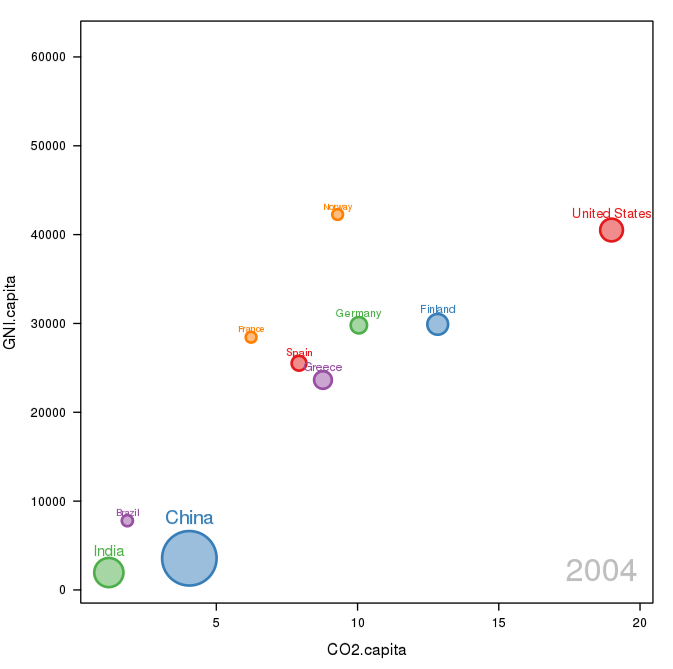 60000
50000
40000
30000
20000
10000
0
GNI.capita
Norway
United States
Germany
Finland
France
Spain
Greece
Brazil
China
India
2004
5
10
15
20
CO2.capita